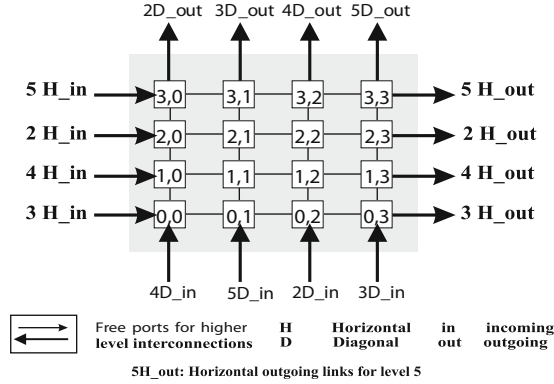 2D_out 3D_out 4D_out 5D_out
5 H_in 3,0 3,1 3,2 3,3 5 H_out
2 H_in 2,0 2,1 2,2 2,3 2 H_out
4 H_in 1,0 1,1 1,2 1,3 4 H_out
3 H_in 0,0 0,1 0,2 0,3 3 H_out
4D_in 5D_in 2D_in 3D_in
Free ports for higher H Horizontal in incoming
level interconnections D Diagonal out outgoing
5H_out: Horizontal outgoing links for level 5